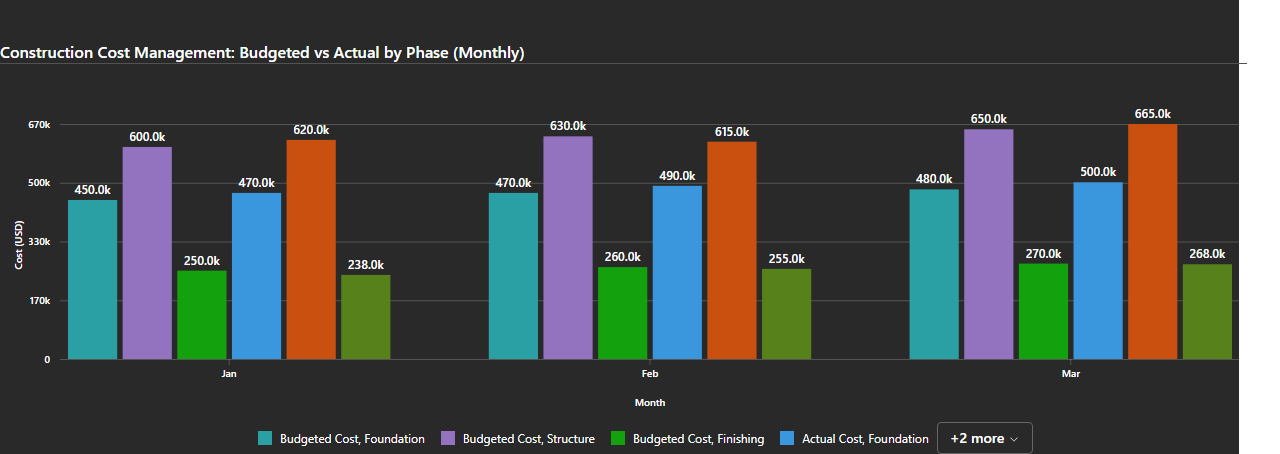 Construction Cost Management: Budgeted vs Actual by Phase (Monthly)
670k
500k
330k
170k
0
Cost (USD)
450.0k
600.0k
250.0k
470.0k
620.0k
238.0k
470.0k
630.0k
260.0k
490.0k
615.0k
255.0k
480.0k
650.0k
270.0k
500.0k
665.0k
268.0k
Jan
Feb
Mar
Month
Budgeted Cost, Foundation
Budgeted Cost, Structure
Budgeted Cost, Finishing
Actual Cost, Foundation
+2 more